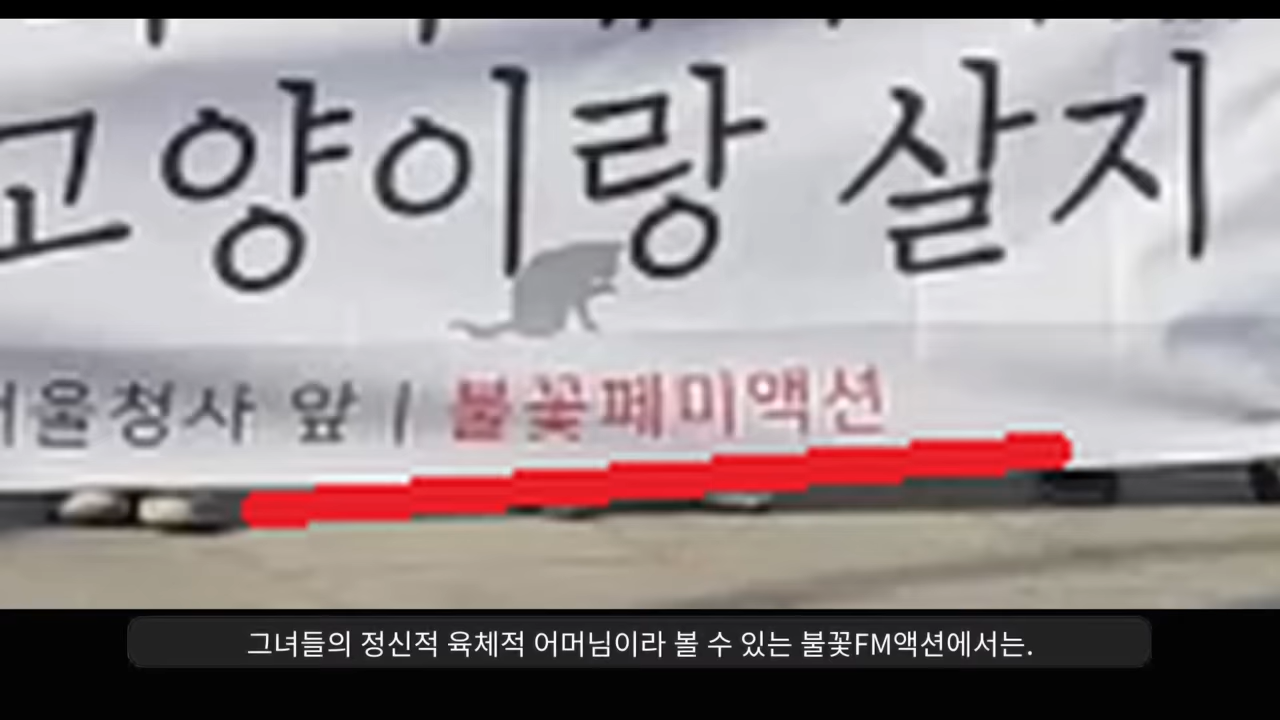 고양이랑 살지
서울청사 앞 / 불꽃페미액션
그녀들의 정신적 육체적 어머님이라 볼 수 있는 불꽃FM액션에서는.